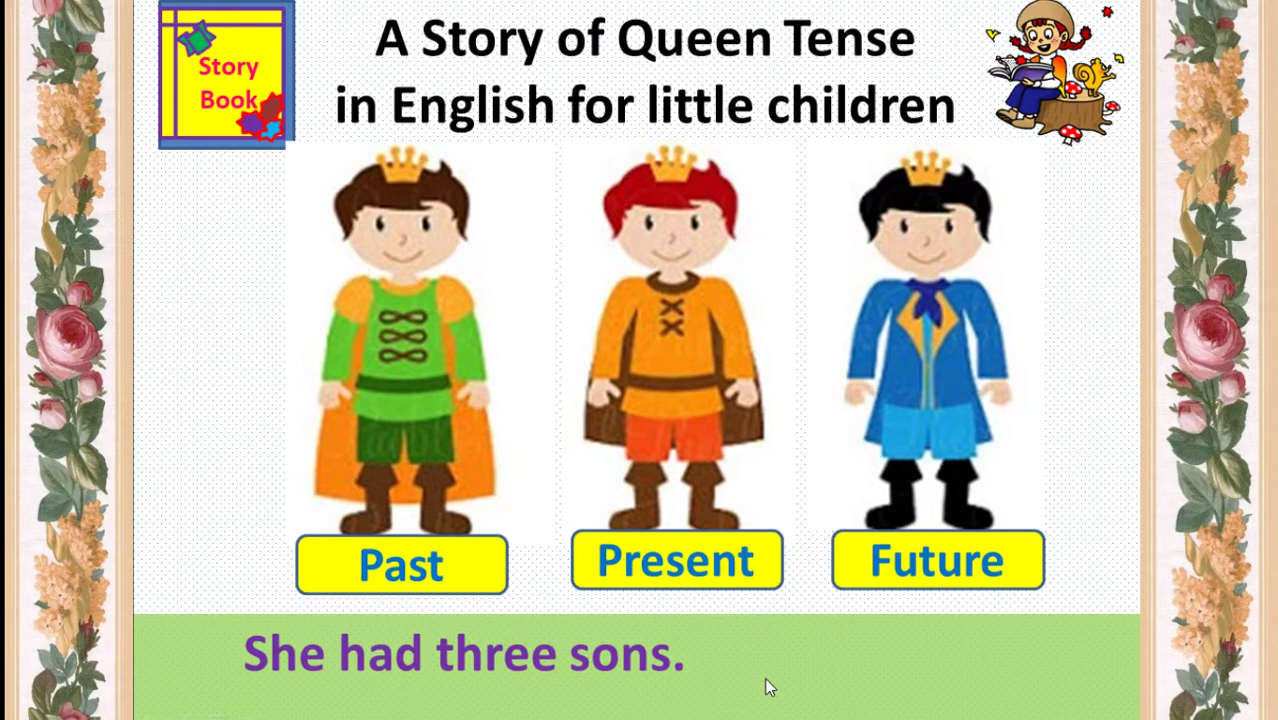 Story
Book
A Story of Queen Tense
in English for little children
Past
Present
Future
She had three sons.